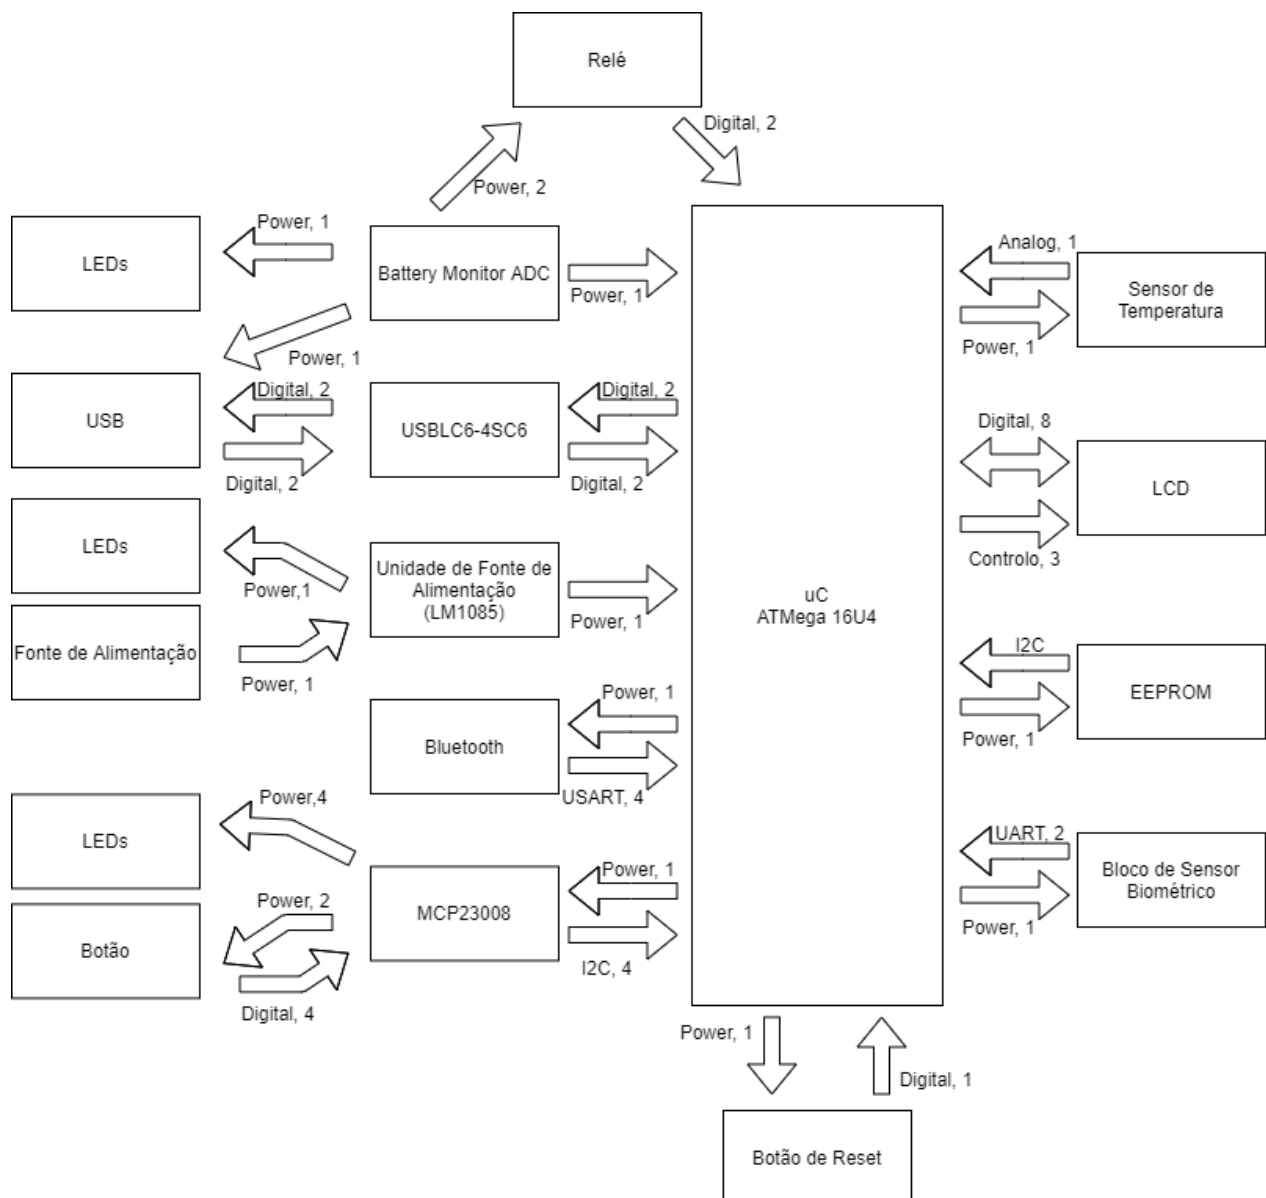 Relé
Digital, 2
Power, 2
Power, 1
LEDs
Battery Monitor ADC
Power, 1
Analog, 1
Sensor de
Temperatura
Power, 1
Power, 1
USB
Digital, 2
Digital, 2
USBLC6-4SC6
Digital, 2
Digital, 2
Digital, 8
LCD
Controlo, 3
LEDs
Power,1
Unidade de Fonte de
Alimentação
(LM1085)
Power, 1
uC
ATMega 16U4
Fonte de Alimentação
Power, 1
I2C
EEPROM
Power, 1
Bluetooth
Power, 1
USART, 4
LEDs
Power,4
UART, 2
Bloco de Sensor
Biométrico
Power, 1
Power, 2
MCP23008
Power, 1
I2C, 4
Botão
Digital, 4
Power, 1
Digital, 1
Botão de Reset